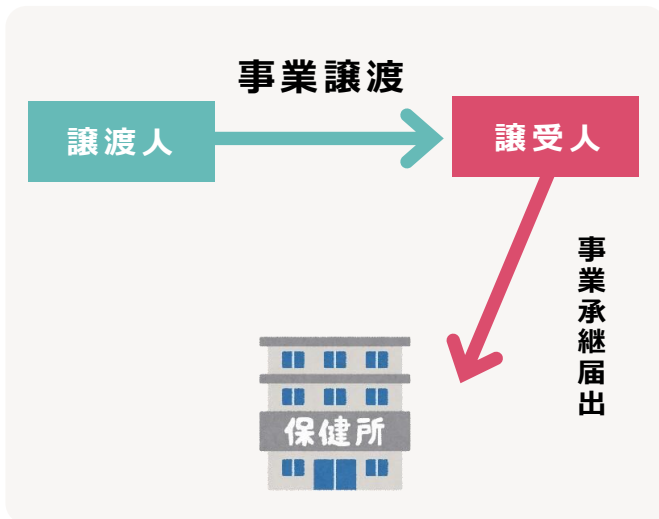 事業譲渡
譲渡人
譲受人
事業承継届出
保健所